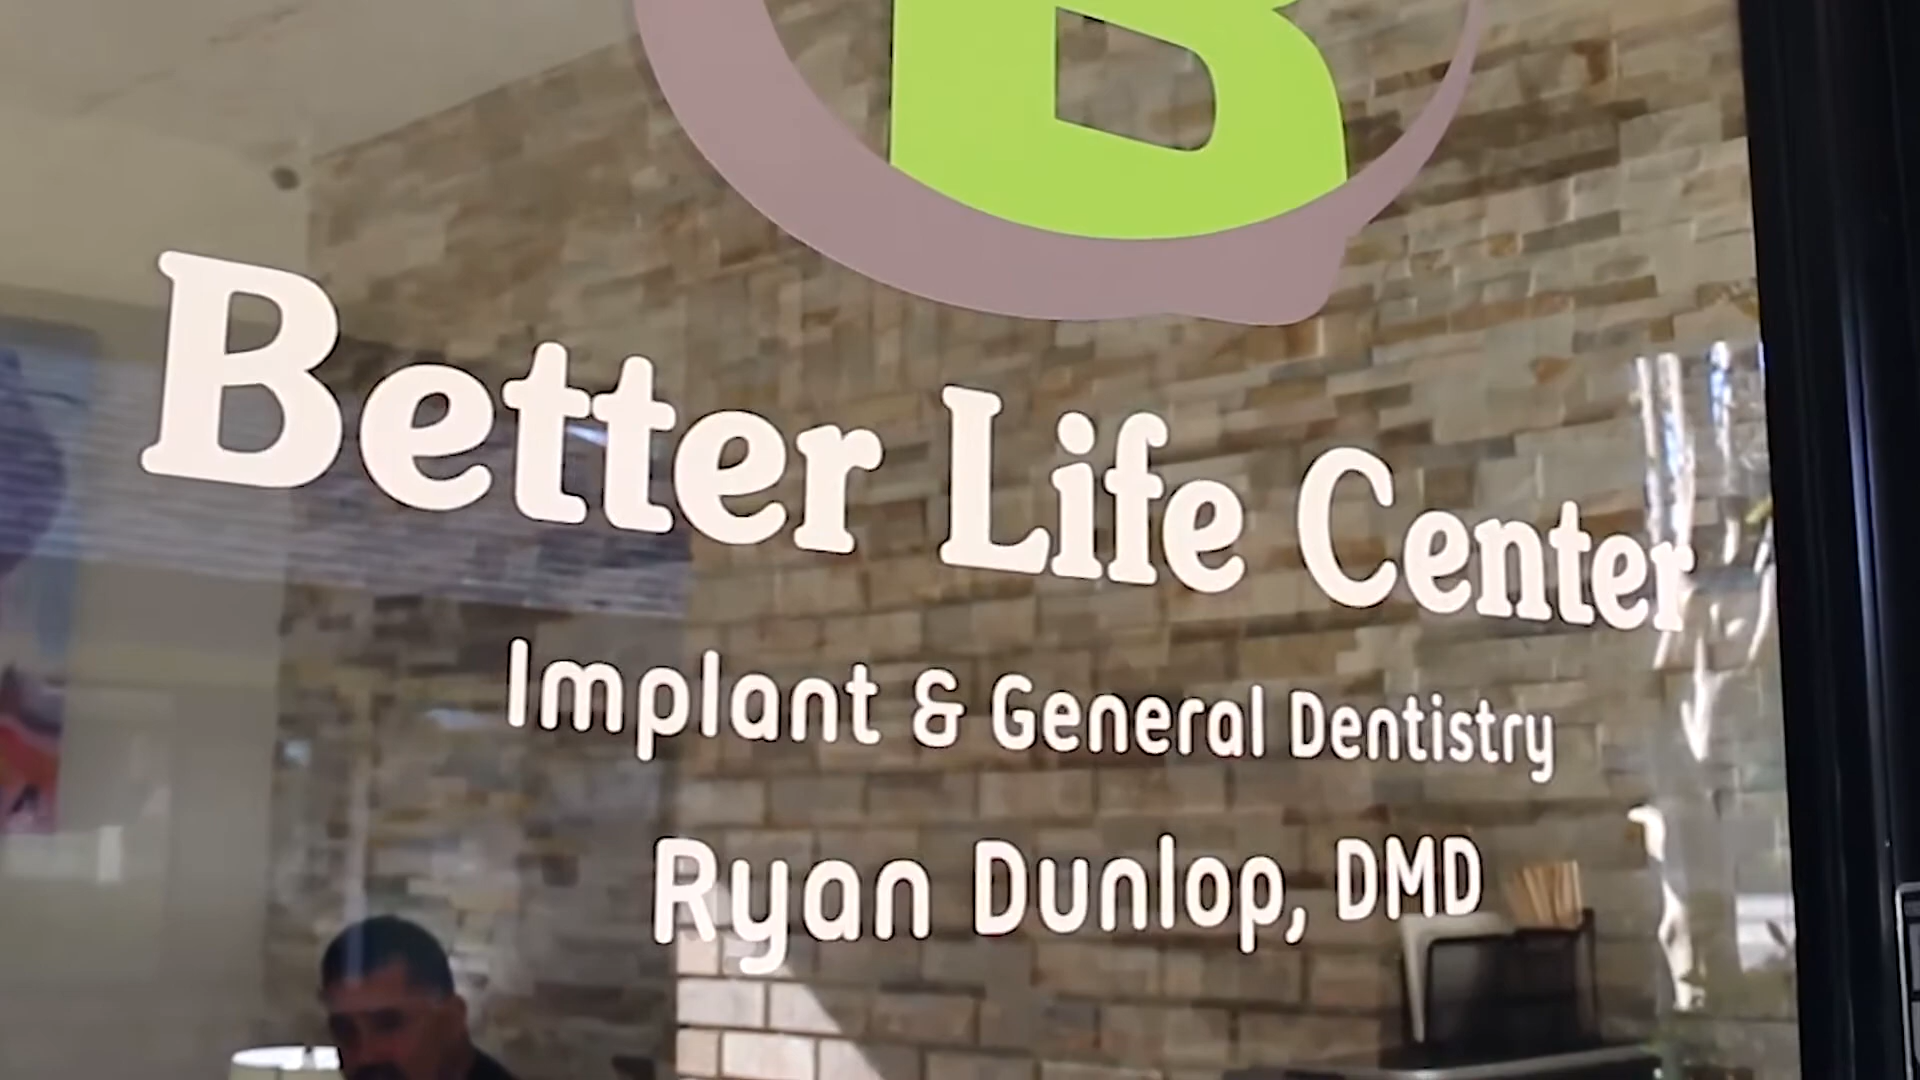 B
Better Life Center
Implant & General Dentistry
Ryan Dunlop, DMD